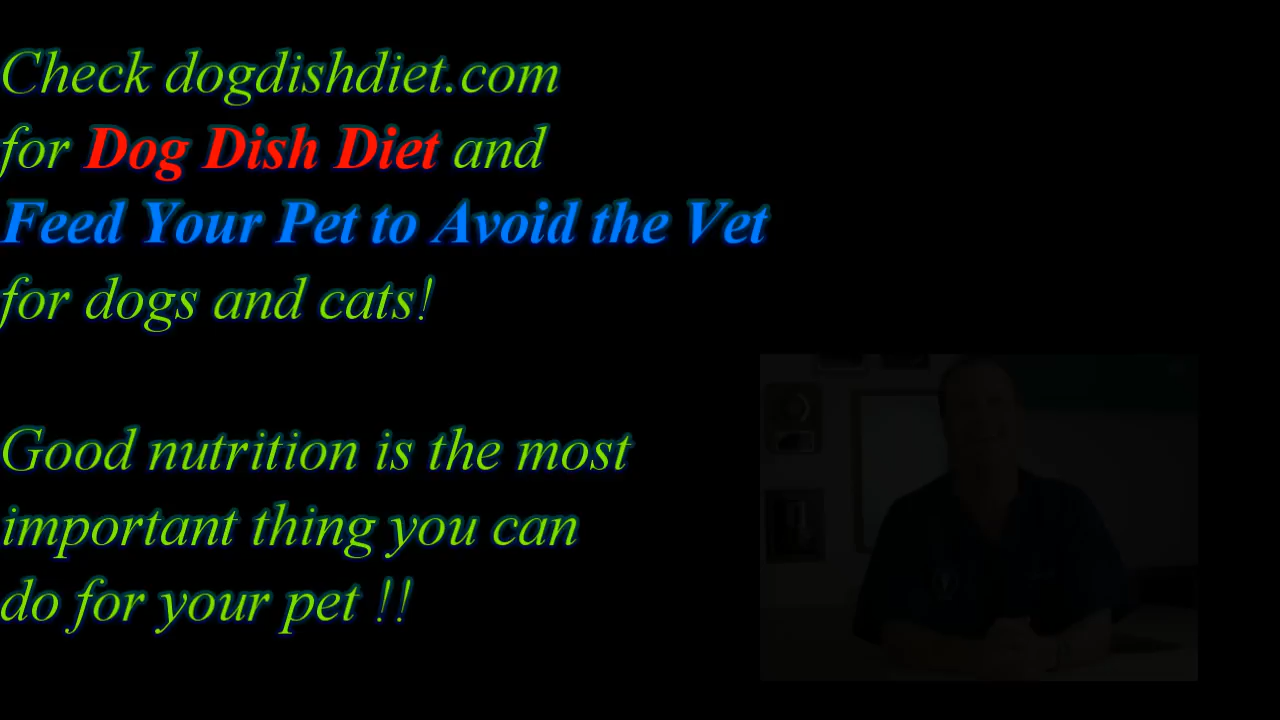 Check dogdishdiet.com
for Dog Dish Diet and
Feed Your Pet to Avoid the Vet
for dogs and cats!
Good nutrition is the most
important thing you can
do for your pet !!